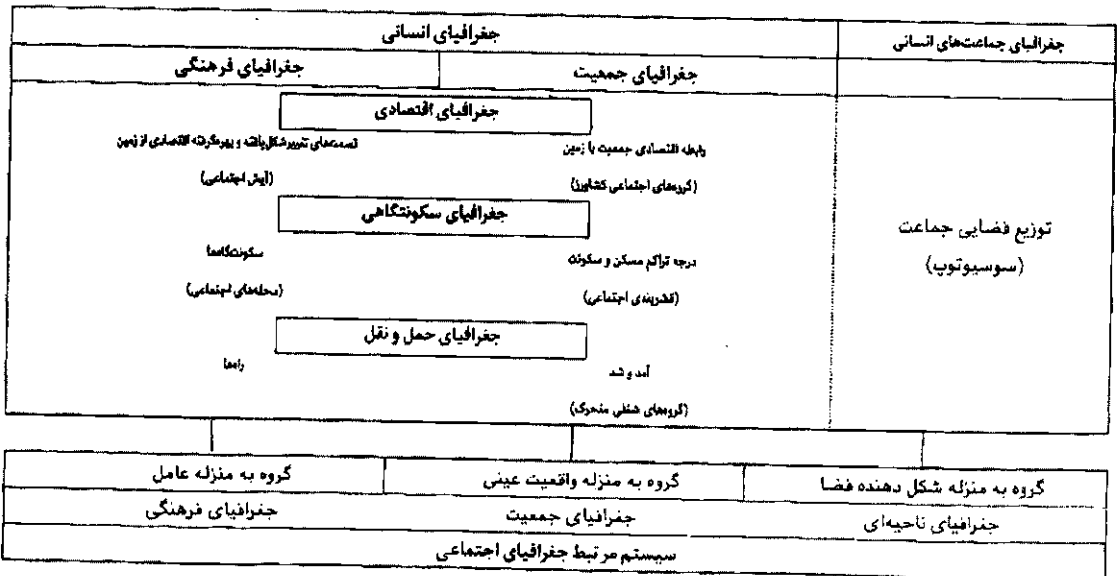 جغرافیای جماعت‌های انسانی
جغرافیای انسانی
جغرافیای جمعیت
جغرافیای فرهنگی
جغرافیای اقتصادی
رابطه اقتصادی جمعیت با زمین
قسمت‌های تغییر شکل یافته و بهره‌گرفته اقتصادی از زمین
(گروه‌های اجتماعی کشاورز)
(آیش اجتماعی)
جغرافیای سکونتگاهی
توزیع فضایی جماعت
(سوسیوتوپ)
درجه تراکم مسکن و سکونت
سکونتگاه‌ها
(قشربندی اجتماعی)
(محله‌های اجتماعی)
جغرافیای حمل و نقل
آمد و شد
راه‌ها
(گروه‌های شغلی متحرک)
گروه به منزله شکل دهنده فضا
گروه به منزله واقعیت عینی
گروه به منزله عامل
جغرافیای ناحیه‌ای
جغرافیای جمعیت
جغرافیای فرهنگی
سیستم مرتبط جغرافیای اجتماعی